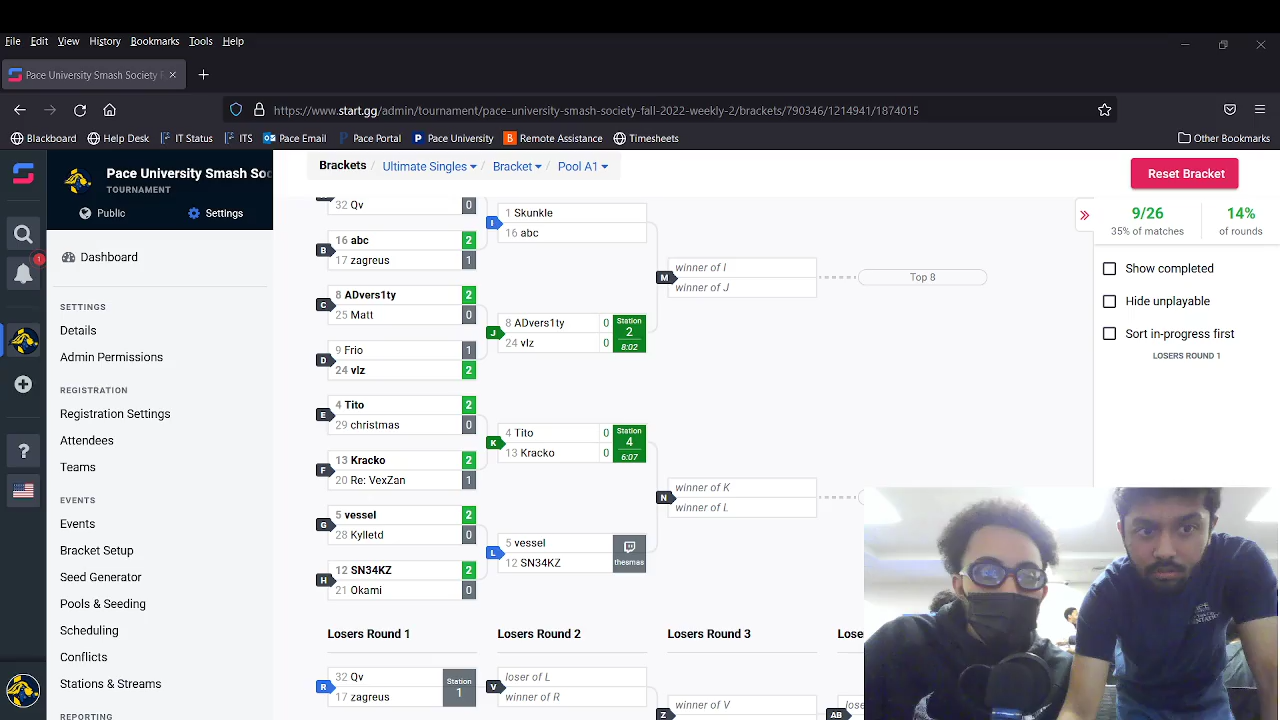 File Edit View History Bookmarks Tools Help
Pace University Smash Society F
https://www.start.gg/admin/tournament/pace-university-smash-society-fall-2022-weekly-2/brackets/790346/1214941/1874015
Blackboard Help Desk IT Status ITS Pace Email Pace Portal Pace University Remote Assistance Timesheets Other Bookmarks
Pace University Smash Soc
TOURNAMENT
Public Settings
Dashboard
SETTINGS
Details
Admin Permissions
REGISTRATION
Registration Settings
Attendees
Teams
EVENTS
Events
Bracket Setup
Seed Generator
Pools & Seeding
Scheduling
Conflicts
Stations & Streams
REPORTING
1
?
Brackets / Ultimate Singles / Bracket / Pool A1
Reset Bracket
32 Qv 0
B
16 abc 2
17 zagreus 1
C
8 ADvers1ty 2
25 Matt 0
D
9 Frio 1
24 vlz 2
E
4 Tito 2
29 christmas 0
F
13 Kracko 2
20 Re: VexZan 1
G
5 vessel 2
28 Kylletd 0
H
12 SN34KZ 2
21 Okami 0
I
1 Skunkle
16 abc
J
8 ADvers1ty 0
24 vlz 0
Station
2
8:02
K
4 Tito 0
13 Kracko 0
Station
4
6:07
L
5 vessel
12 SN34KZ
thesmas
M
winner of I
winner of J
Top 8
N
winner of K
winner of L
Losers Round 1 Losers Round 2 Losers Round 3 Lose
R
32 Qv
17 zagreus
Station
1
V
loser of L
winner of R
Z
winner of V
AB
lose
9/26 14%
35% of matches of rounds
Show completed
Hide unplayable
Sort in-progress first
LOSERS ROUND 1